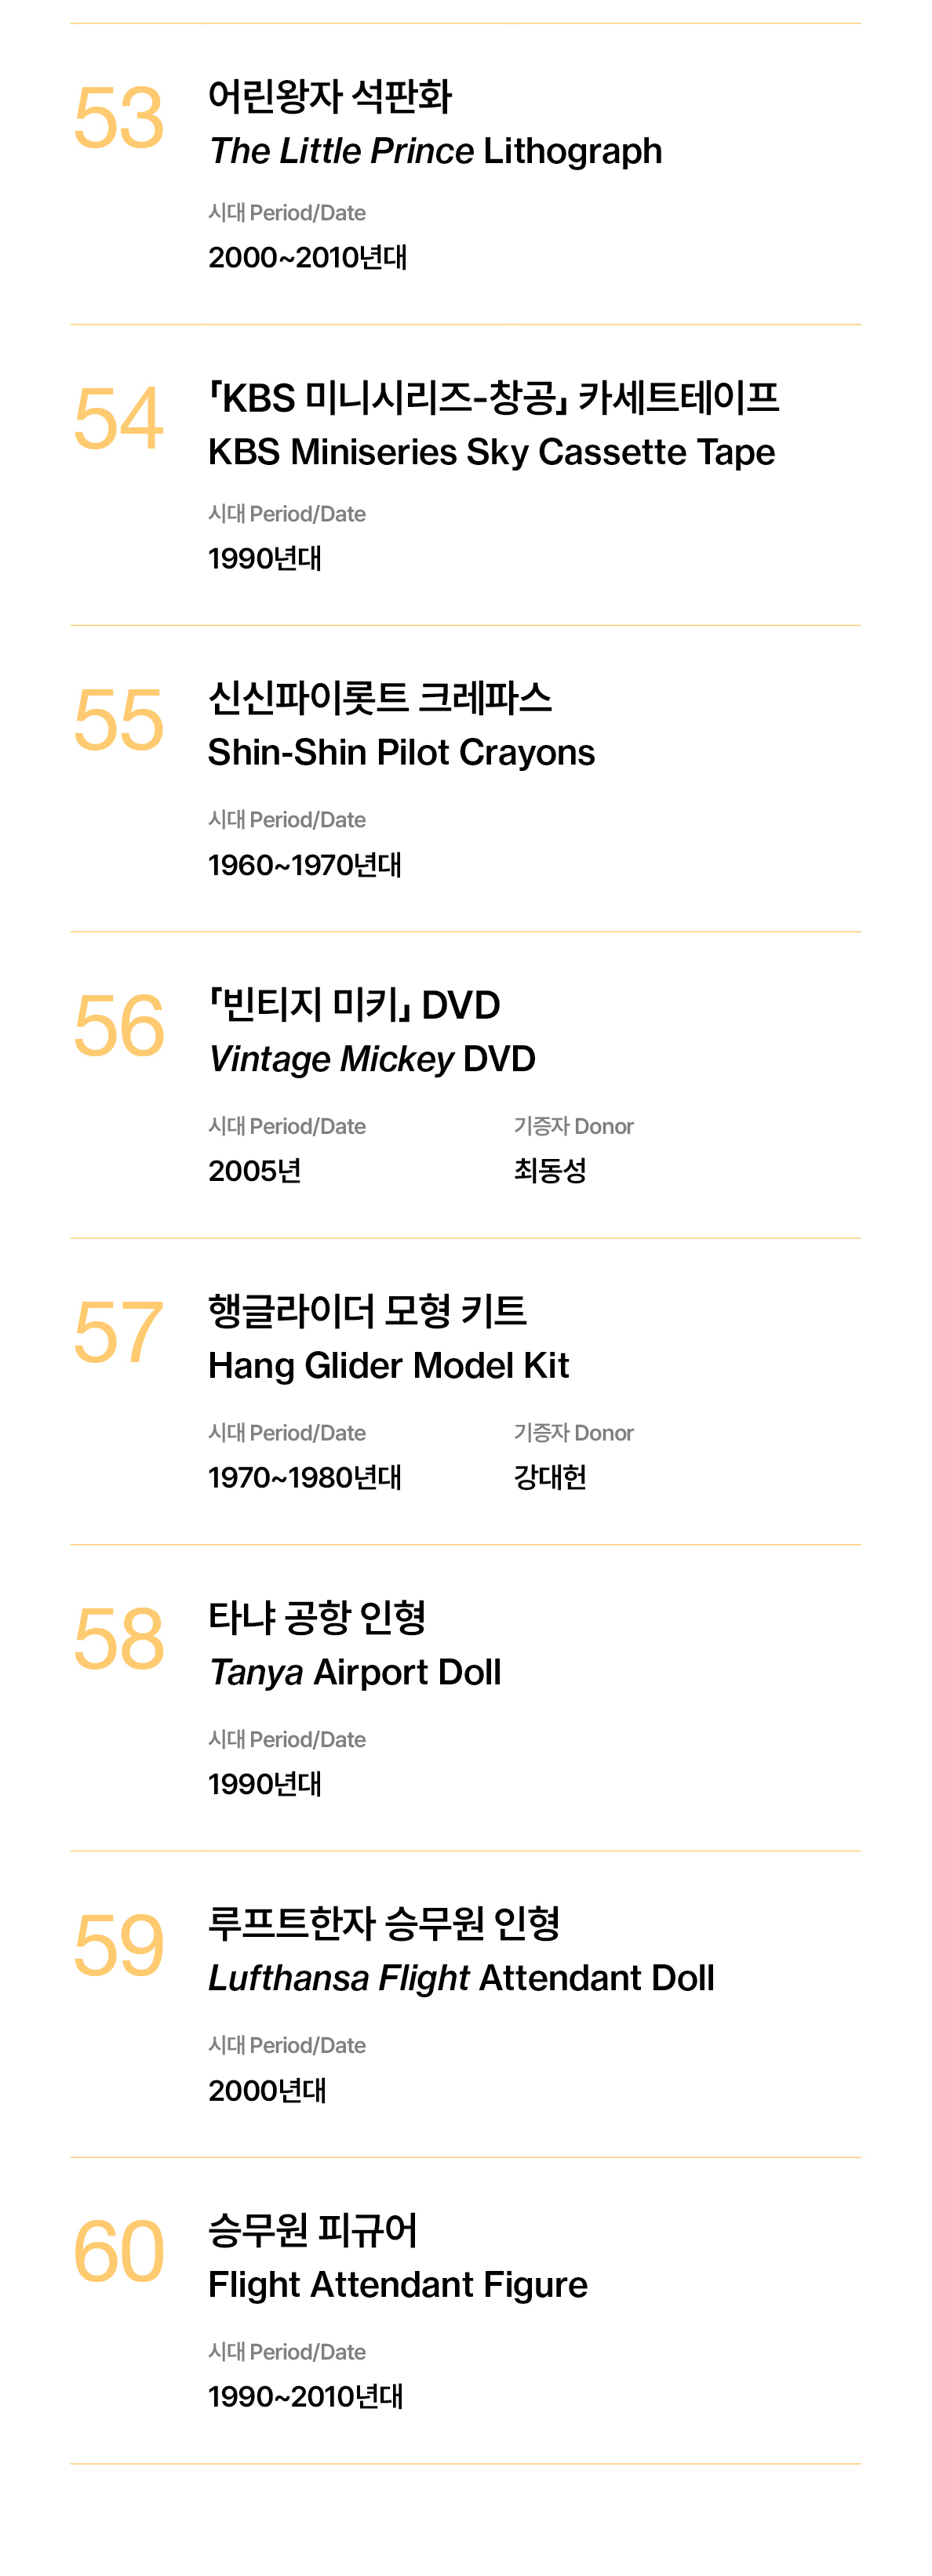 53
어린왕자 석판화
The Little Prince Lithograph
시대 Period/Date
2000~2010년대
54
「KBS 미니시리즈-창공」 카세트테이프
KBS Miniseries Sky Cassette Tape
시대 Period/Date
1990년대
55
신신파이롯트 크레파스
Shin-Shin Pilot Crayons
시대 Period/Date
1960~1970년대
56
「빈티지 미키」 DVD
Vintage Mickey DVD
시대 Period/Date 기증자 Donor
2005년 최동성
57
행글라이더 모형 키트
Hang Glider Model Kit
시대 Period/Date 기증자 Donor
1970~1980년대 강대헌
58
타냐 공항 인형
Tanya Airport Doll
시대 Period/Date
1990년대
59
루프트한자 승무원 인형
Lufthansa Flight Attendant Doll
시대 Period/Date
2000년대
60
승무원 피규어
Flight Attendant Figure
시대 Period/Date
1990~2010년대